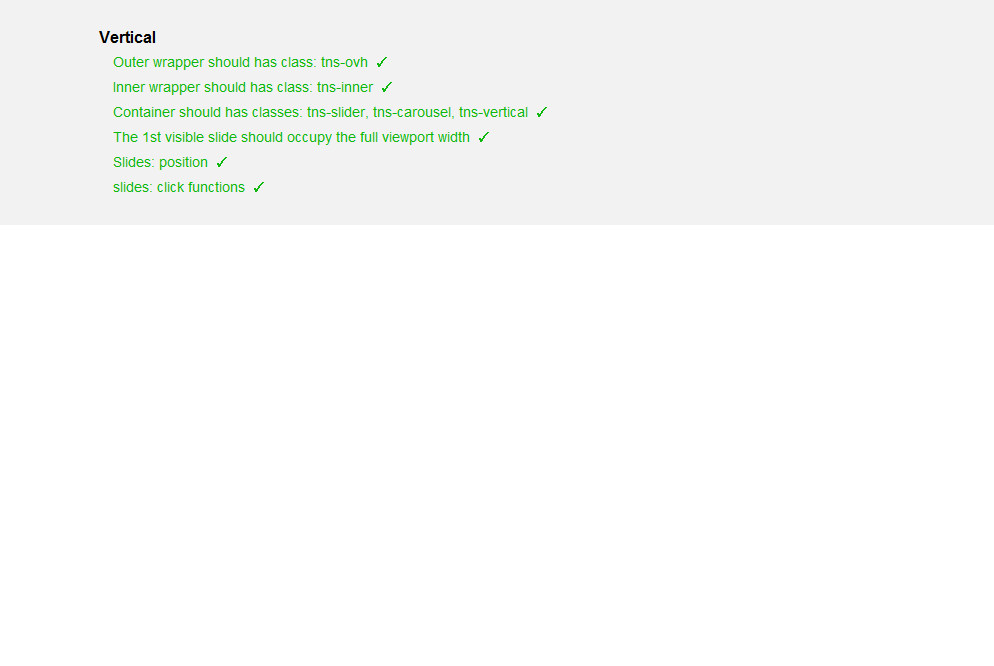 Vertical
Outer wrapper should has class: tns-ovh ✓
Inner wrapper should has class: tns-inner ✓
Container should has classes: tns-slider, tns-carousel, tns-vertical ✓
The 1st visible slide should occupy the full viewport width ✓
Slides: position ✓
slides: click functions ✓